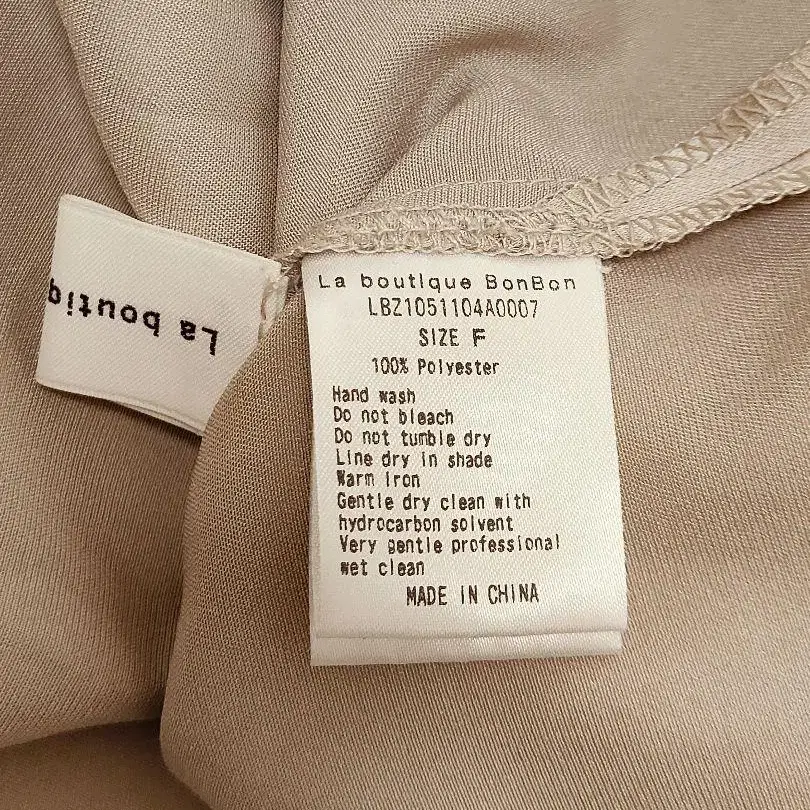 La boutique BonBon
LBZ1051104A0007
SIZE F
100% Polyester
Hand wash
Do not bleach
Do not tumble dry
Line dry in shade
Warm iron
Gentle dry clean with
hydrocarbon solvent
Very gentle professional
wet clean
MADE IN CHINA
La boutiq